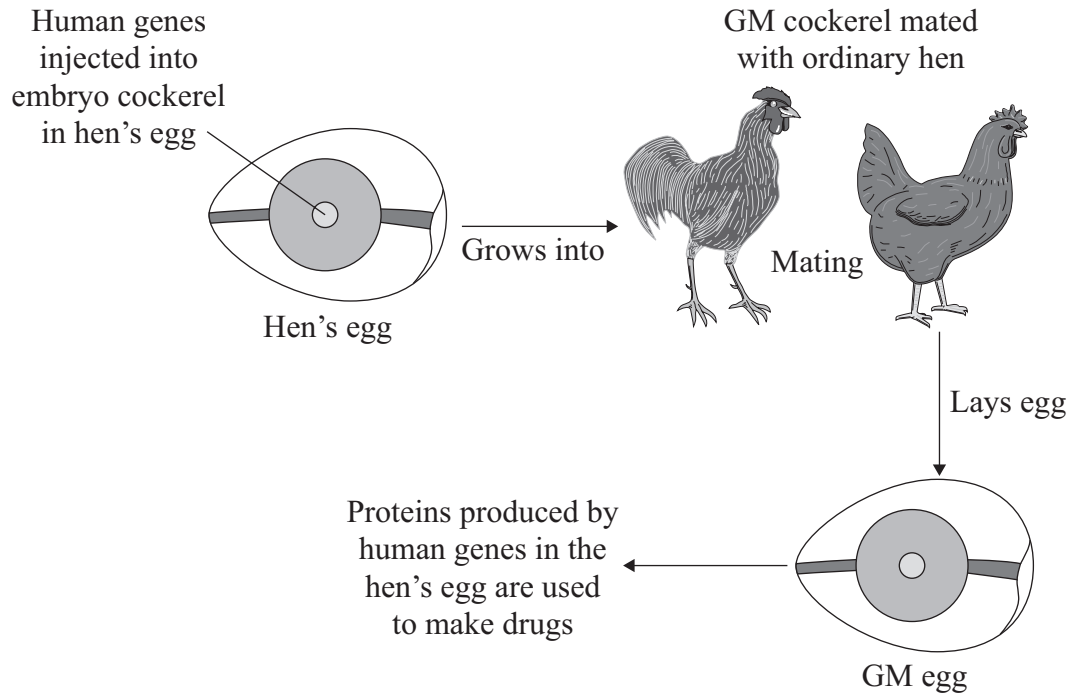 Human genes
injected into
embryo cockerel
in hen’s egg
GM cockerel mated
with ordinary hen
Grows into
Mating
Hen’s egg
Lays egg
Proteins produced by
human genes in the
hen’s egg are used
to make drugs
GM egg